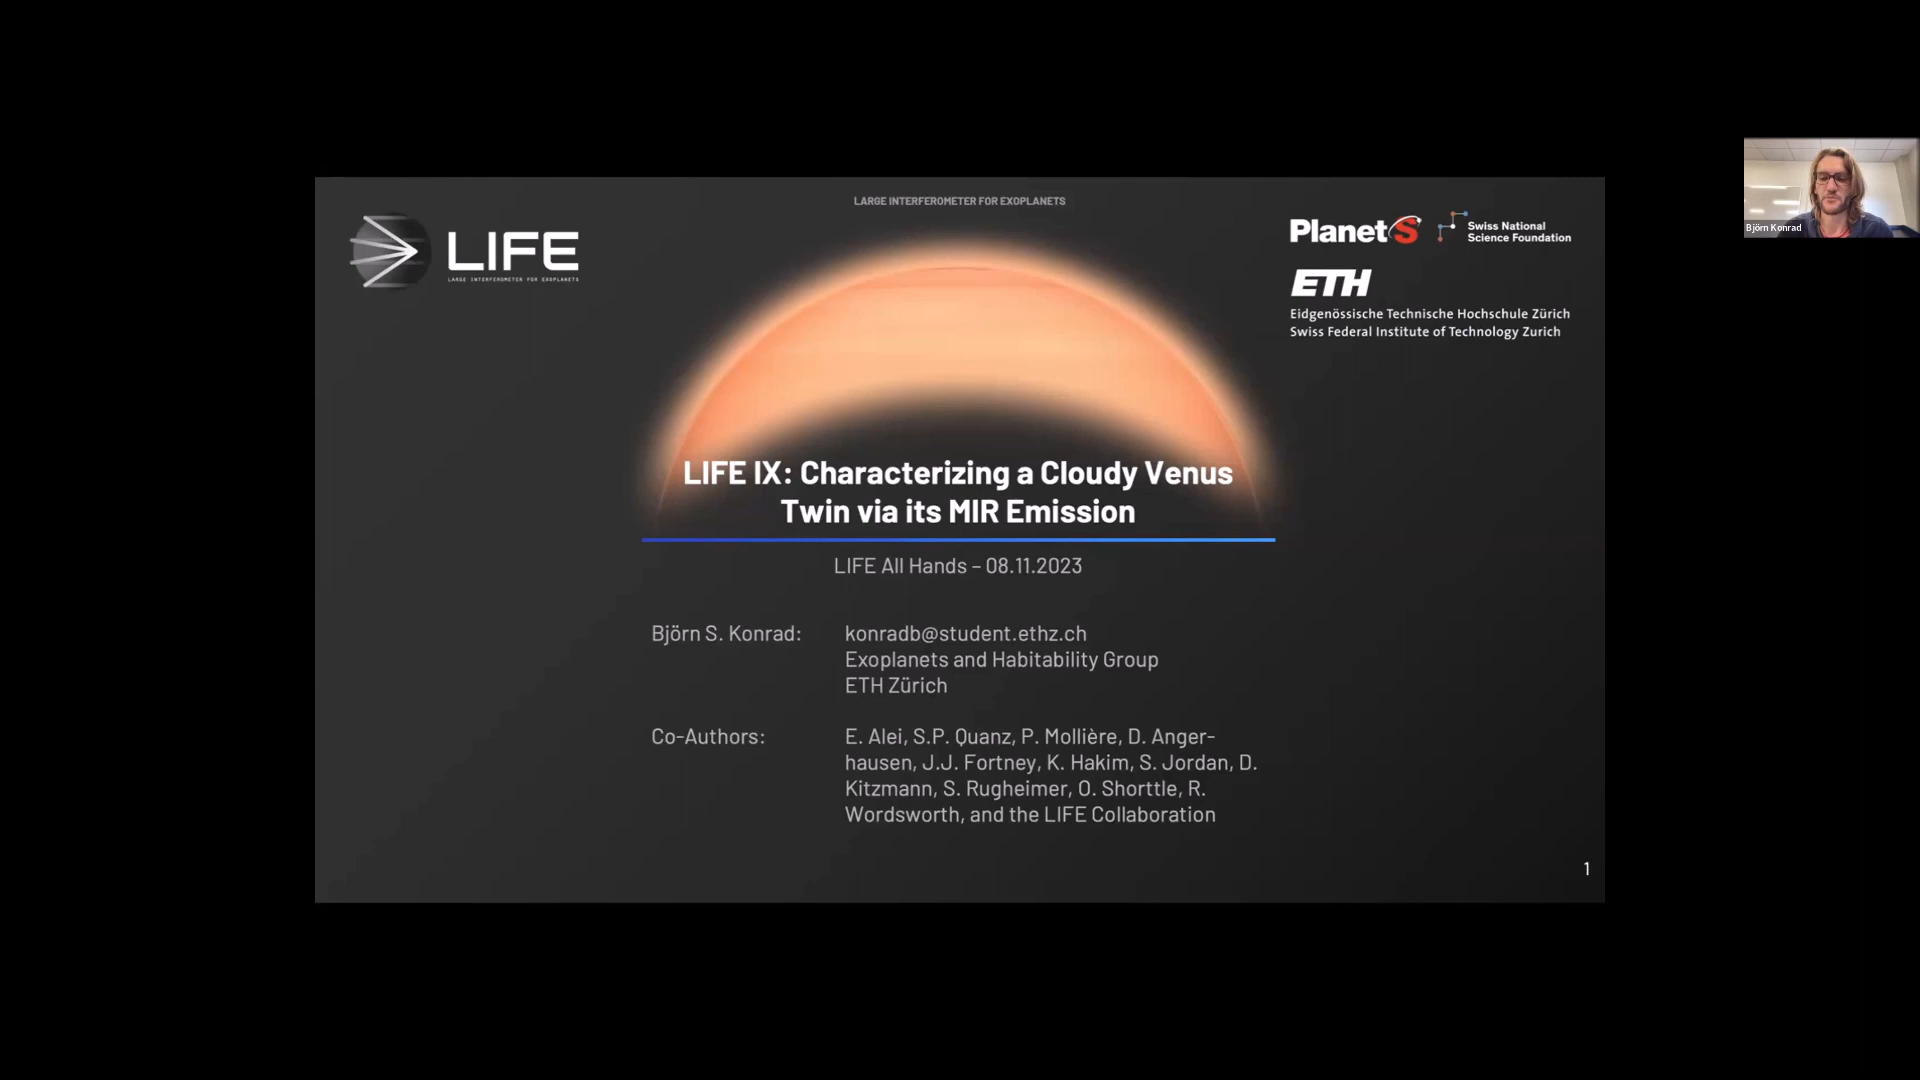 LARGE INTERFEROMETER FOR EXOPLANETS
LIFE
LARGE INTERFEROMETER FOR EXOPLANETS
PlanetS
Swiss National
Science Foundation
ETH
Eidgenössische Technische Hochschule Zürich
Swiss Federal Institute of Technology Zurich
Björn Konrad
LIFE IX: Characterizing a Cloudy Venus
Twin via its MIR Emission
LIFE All Hands – 08.11.2023
Björn S. Konrad:
konradb@student.ethz.ch
Exoplanets and Habitability Group
ETH Zürich
Co-Authors:
E. Alei, S.P. Quanz, P. Mollière, D. Anger-
hausen, J.J. Fortney, K. Hakim, S. Jordan, D.
Kitzmann, S. Rugheimer, O. Shorttle, R.
Wordsworth, and the LIFE Collaboration
1